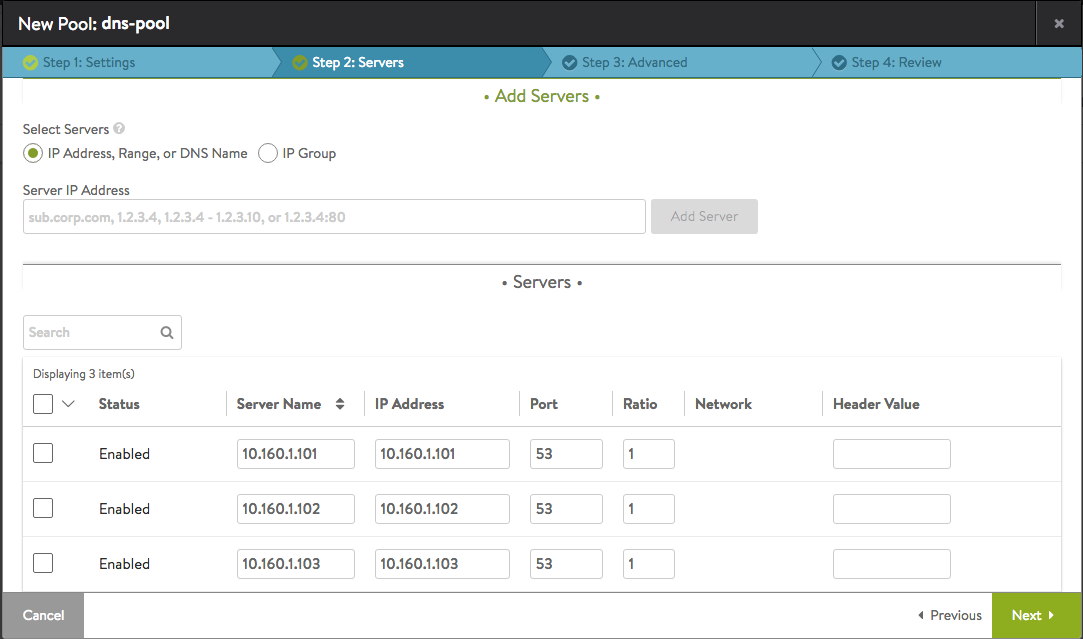 New Pool: dns-pool
Step 1: Settings Step 2: Servers Step 3: Advanced Step 4: Review
• Add Servers •
Select Servers ?
IP Address, Range, or DNS Name IP Group
Server IP Address
sub.corp.com, 1.2.3.4, 1.2.3.4 - 1.2.3.10, or 1.2.3.4:80 Add Server
• Servers •
Search
Displaying 3 item(s)
Status Server Name IP Address Port Ratio Network Header Value
Enabled 10.160.1.101 10.160.1.101 53 1
Enabled 10.160.1.102 10.160.1.102 53 1
Enabled 10.160.1.103 10.160.1.103 53 1
Cancel Previous Next